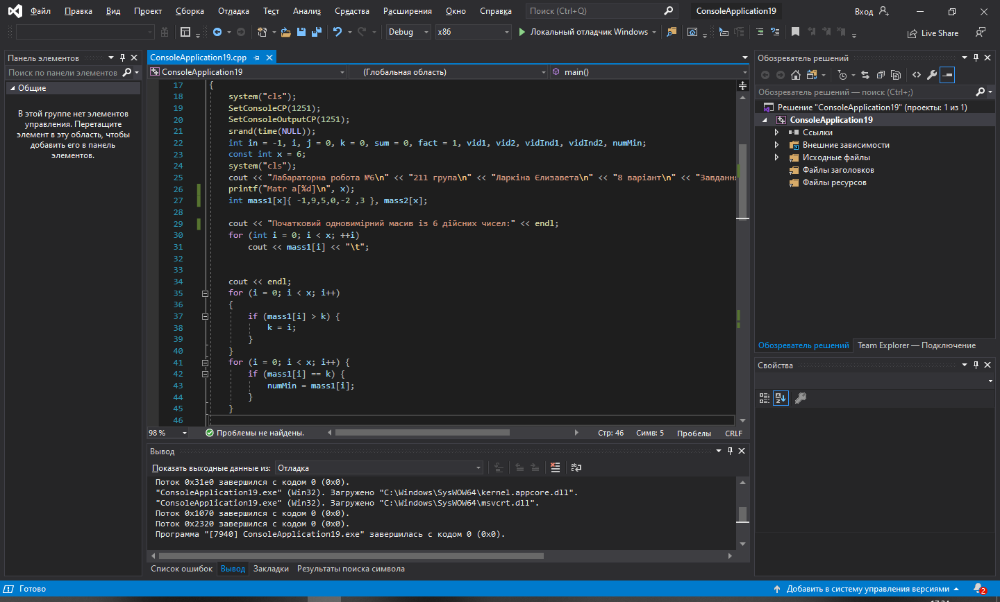 Файл Правка Вид Проект Сборка Отладка Тест Анализ Средства Расширения Окно Справка Поиск (Ctrl+Q) ConsoleApplication19 Вход
Debug x86 Локальный отладчик Windows Live Share
Панель элементов
Поиск по панели элементов
Общие
В этой группе нет элементов
управления. Перетащите
элемент в эту область, чтобы
добавить его в панель
элементов.
ConsoleApplication19.cpp
ConsoleApplication19 (Глобальная область) main()
17 {
18 system("cls");
19 SetConsoleCP(1251);
20 SetConsoleOutputCP(1251);
21 srand(time(NULL));
22 int in = -1, i, j = 0, k = 0, sum = 0, fact = 1, vid1, vid2, vidInd1, vidInd2, numMin;
23 const int x = 6;
24 system("cls");
25 cout << "Лабараторна робота №6\n" << "211 група\n" << "Ларкіна Єлизавета\n" << "8 варіант\n" << "Завдання
26 printf("Matr a[%d]\n", x);
27 int mass1[x]{ -1,9,5,0,-2 ,3 }, mass2[x];
28
29 cout << "Початковий одновимірний масив із 6 дійсних чисел:" << endl;
30 for (int i = 0; i < x; ++i)
31 cout << mass1[i] << "\t";
32
33
34 cout << endl;
35 for (i = 0; i < x; i++)
36 {
37 if (mass1[i] > k) {
38 k = i;
39 }
40 }
41 for (i = 0; i < x; i++) {
42 if (mass1[i] == k) {
43 numMin = mass1[i];
44 }
45 }
46
98 % Проблемы не найдены. Стр: 46 Симв: 5 Пробелы CRLF
Вывод
Показать выходные данные из: Отладка
Поток 0x31e0 завершился с кодом 0 (0x0).
"ConsoleApplication19.exe" (Win32). Загружено "C:\Windows\SysWOW64\kernel.appcore.dll".
"ConsoleApplication19.exe" (Win32). Загружено "C:\Windows\SysWOW64\msvcrt.dll".
Поток 0x1070 завершился с кодом 0 (0x0).
Поток 0x2320 завершился с кодом 0 (0x0).
Программа "[7940] ConsoleApplication19.exe" завершилась с кодом 0 (0x0).
Список ошибок Вывод Закладки Результаты поиска символа
Обозреватель решений
Обозреватель решений — поиск (Ctrl+;)
Решение "ConsoleApplication19" (проекты: 1 из 1)
ConsoleApplication19
Ссылки
Внешние зависимости
Исходные файлы
Файлы заголовков
Файлы ресурсов
Обозреватель решений Team Explorer — Подключение
Свойства
Готово Добавить в систему управления версиями 2